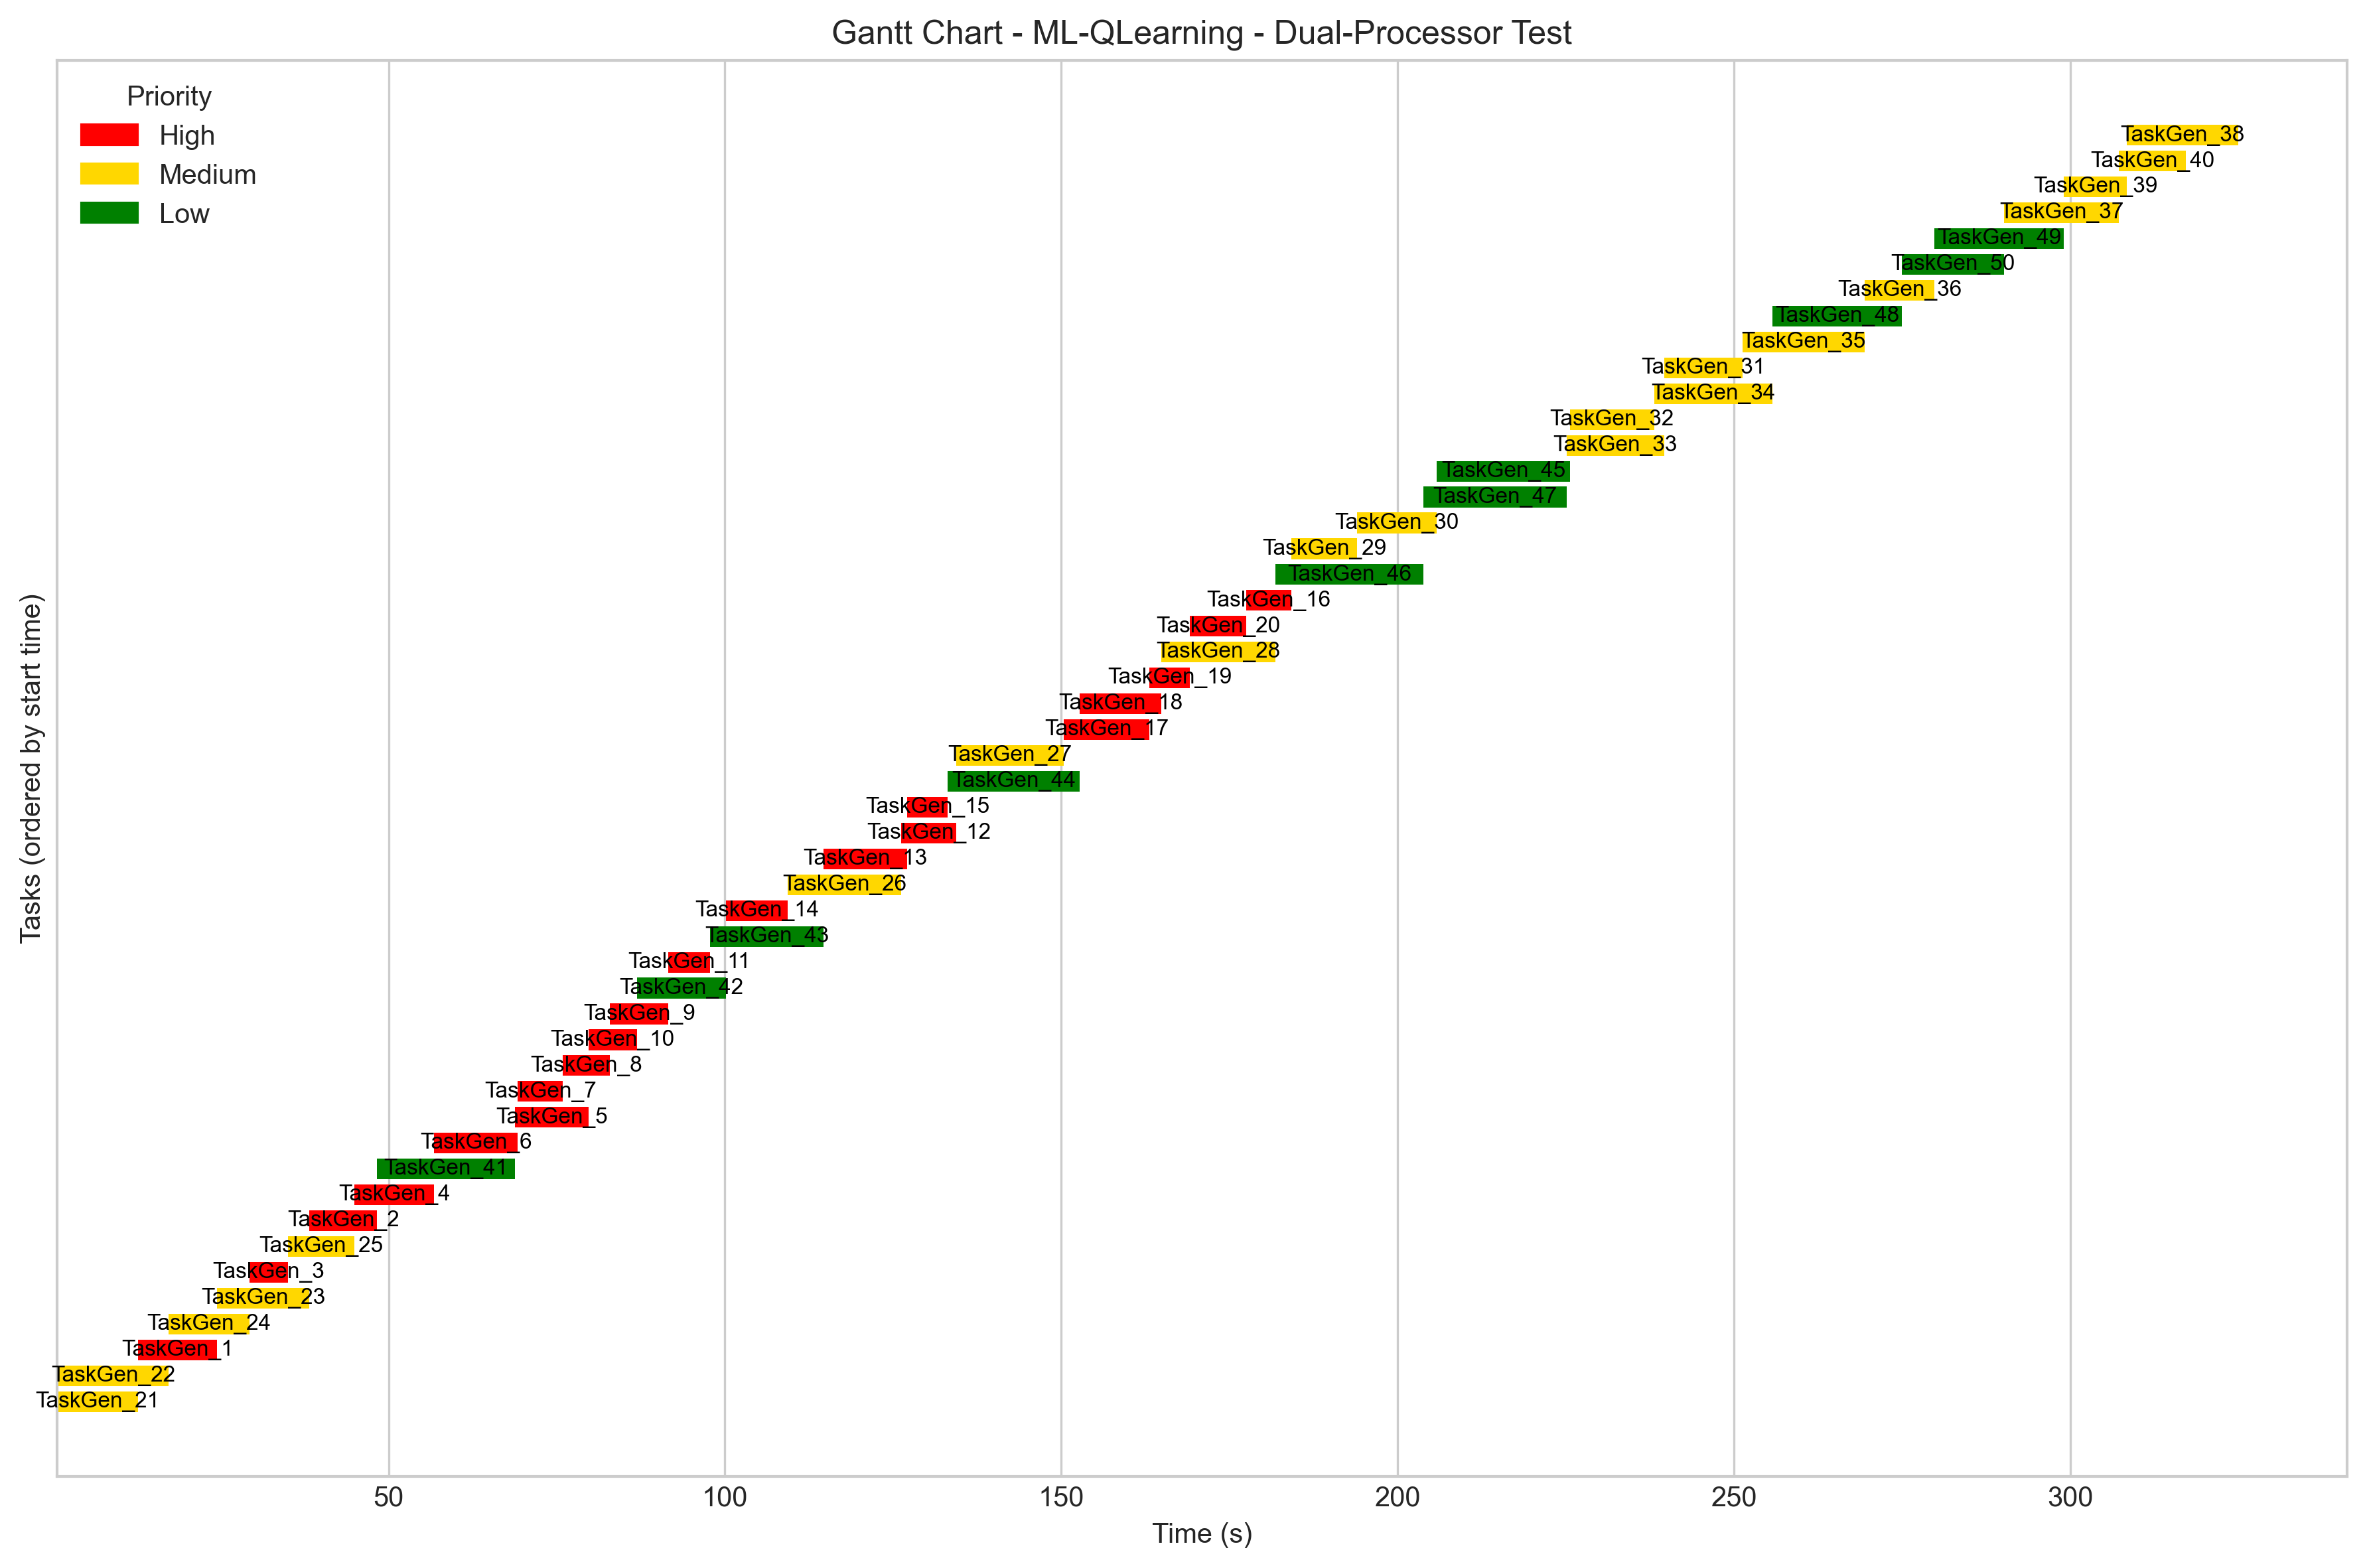 Gantt Chart - ML-QLearning - Dual-Processor Test
Priority
High
Medium
Low
TaskGen_38
TaskGen_40
TaskGen_39
TaskGen_37
TaskGen_49
TaskGen_50
TaskGen_36
TaskGen_48
TaskGen_35
TaskGen_31
TaskGen_34
TaskGen_32
TaskGen_33
TaskGen_45
TaskGen_47
TaskGen_30
TaskGen_29
TaskGen_46
TaskGen_16
TaskGen_20
TaskGen_28
TaskGen_19
TaskGen_18
TaskGen_17
TaskGen_27
TaskGen_44
TaskGen_15
TaskGen_12
TaskGen_13
TaskGen_26
TaskGen_14
TaskGen_43
TaskGen_11
TaskGen_42
TaskGen_9
TaskGen_10
TaskGen_8
TaskGen_7
TaskGen_5
TaskGen_6
TaskGen_41
TaskGen_4
TaskGen_2
TaskGen_25
TaskGen_3
TaskGen_23
TaskGen_24
TaskGen_1
TaskGen_22
TaskGen_21
Tasks (ordered by start time)
50 100 150 200 250 300
Time (s)